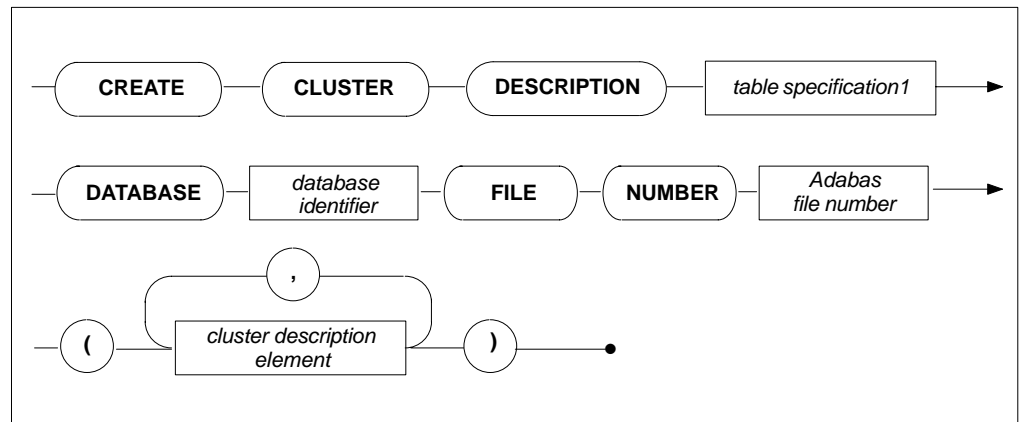 CREATE CLUSTER DESCRIPTION table specification1
DATABASE database identifier FILE NUMBER Adabas file number
,
( cluster description element )